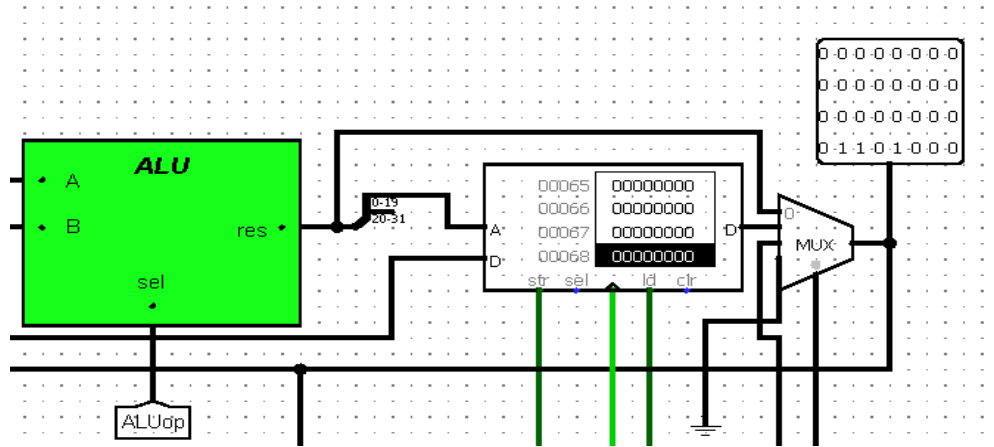 0 0 0 0 0 0 0 0
0 0 0 0 0 0 0 0
0 0 0 0 0 0 0 0
0 1 1 0 1 0 0 0
ALU
A
B
res
sel
ALUop
0-19
20-31
A
D
00065 00000000
00066 00000000
00067 00000000
00068 00000000
D
str sel ld clr
0
MUX